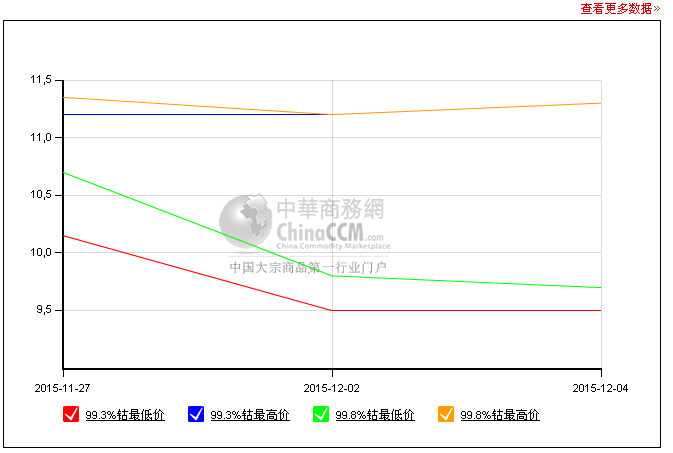 查看更多数据»
11,5
11,0
10,5
10,0
9,5
中華商務網
ChinaCCM.com
China Commodity Marketplace
中国大宗商品第一行业门户
2015-11-27 2015-12-02 2015-12-04
99.3%钴最低价 99.3%钴最高价 99.8%钴最低价 99.8%钴最高价